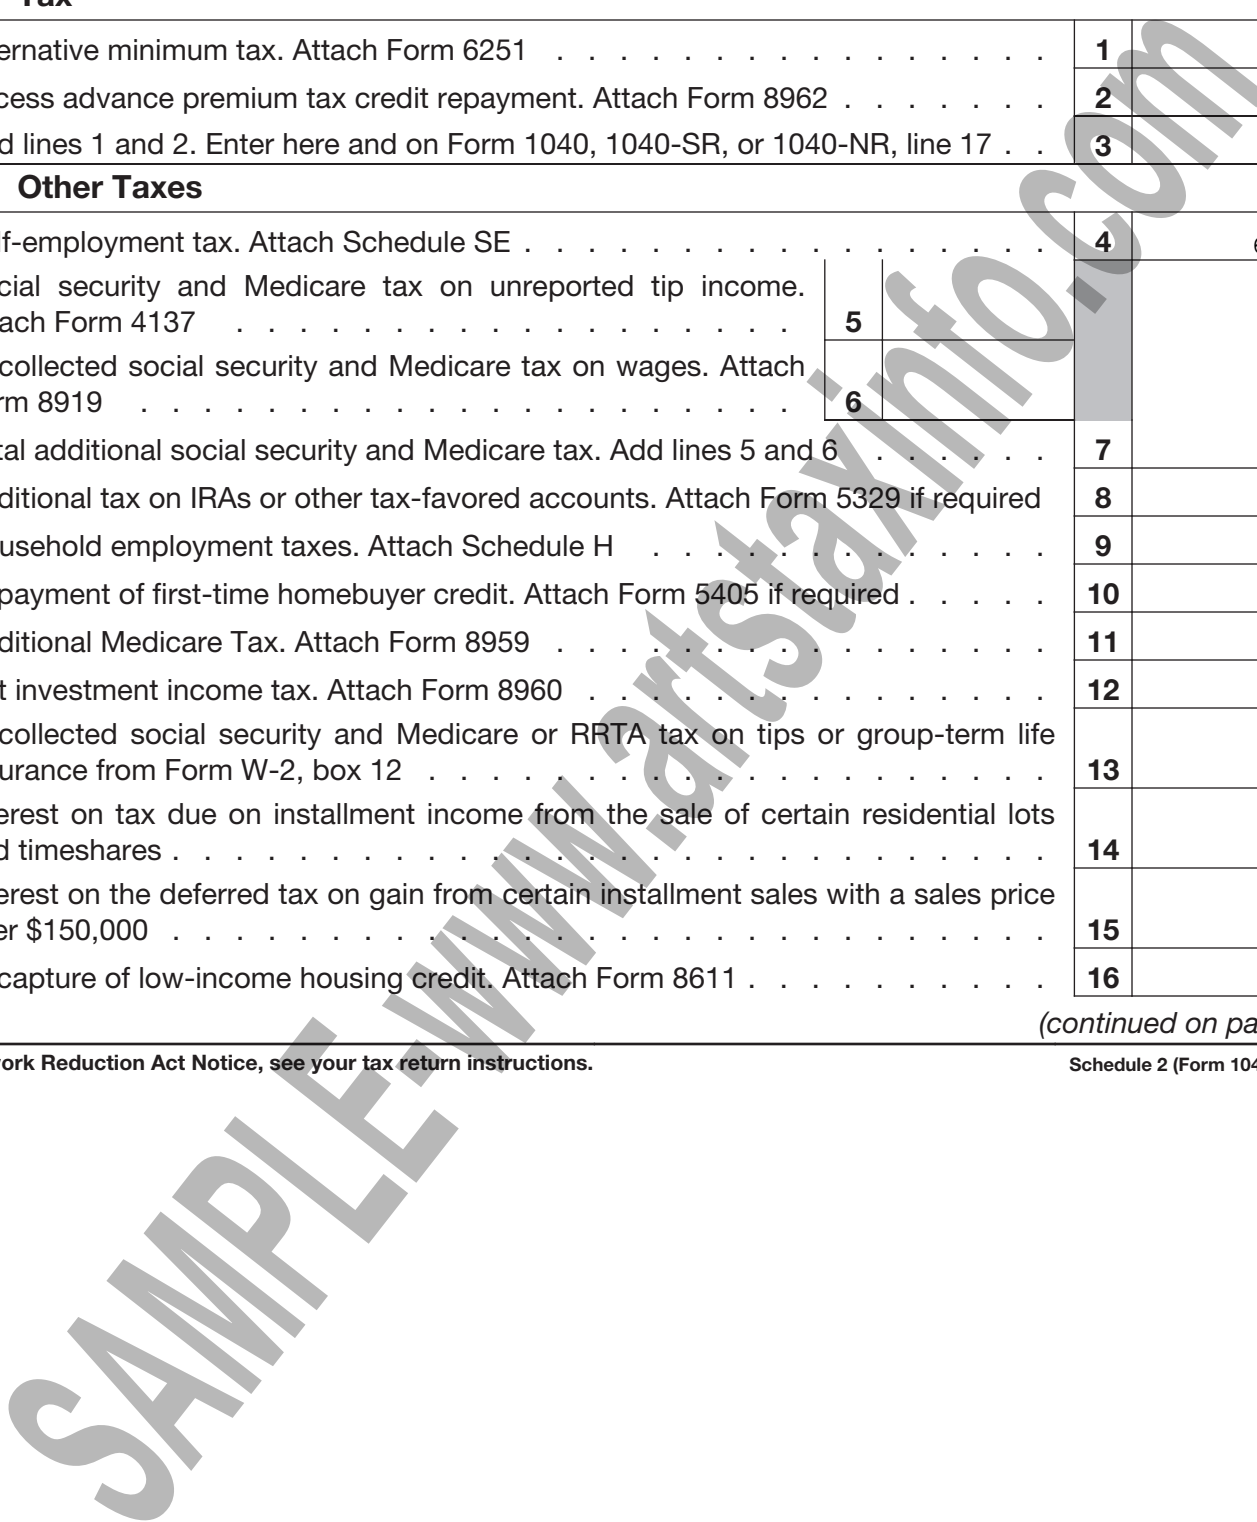 Tax
ernative minimum tax. Attach Form 6251 . . . . . . . . . . . . . . . . 1
cess advance premium tax credit repayment. Attach Form 8962 . . . . . . . 2
d lines 1 and 2. Enter here and on Form 1040, 1040-SR, or 1040-NR, line 17 . . 3
Other Taxes
lf-employment tax. Attach Schedule SE . . . . . . . . . . . . . . . . . 4
cial security and Medicare tax on unreported tip income.
ach Form 4137 . . . . . . . . . . . . . . . . . . 5
collected social security and Medicare tax on wages. Attach
rm 8919 . . . . . . . . . . . . . . . . . . . . . 6
tal additional social security and Medicare tax. Add lines 5 and 6 . . . . . . 7
ditional tax on IRAs or other tax-favored accounts. Attach Form 5329 if required 8
usehold employment taxes. Attach Schedule H . . . . . . . . . . . . . 9
payment of first-time homebuyer credit. Attach Form 5405 if required . . . . . 10
ditional Medicare Tax. Attach Form 8959 . . . . . . . . . . . . . . . . 11
t investment income tax. Attach Form 8960 . . . . . . . . . . . . . . . 12
collected social security and Medicare or RRTA tax on tips or group-term life
urance from Form W-2, box 12 . . . . . . . . . . . . . . . . . . . . 13
erest on tax due on installment income from the sale of certain residential lots
d timeshares . . . . . . . . . . . . . . . . . . . . . . . . . . . . 14
erest on the deferred tax on gain from certain installment sales with a sales price
er $150,000 . . . . . . . . . . . . . . . . . . . . . . . . . . . . 15
capture of low-income housing credit. Attach Form 8611 . . . . . . . . . . 16
(continued on pa
ork Reduction Act Notice, see your tax return instructions. Schedule 2 (Form 104
SAMPLE-www.artstaxinfo.com